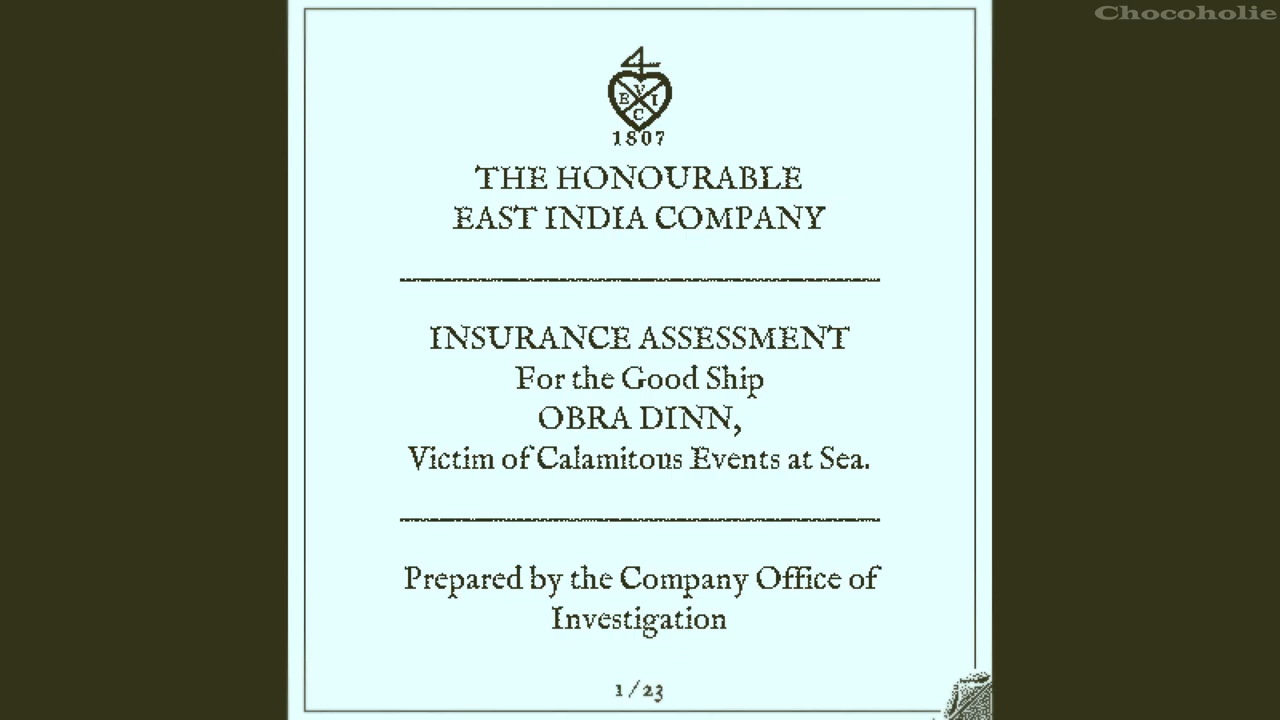 Chocoholie
4
V
E I
C
1807
THE HONOURABLE
EAST INDIA COMPANY
INSURANCE ASSESSMENT
For the Good Ship
OBRA DINN,
Victim of Calamitous Events at Sea.
Prepared by the Company Office of
Investigation
1/23